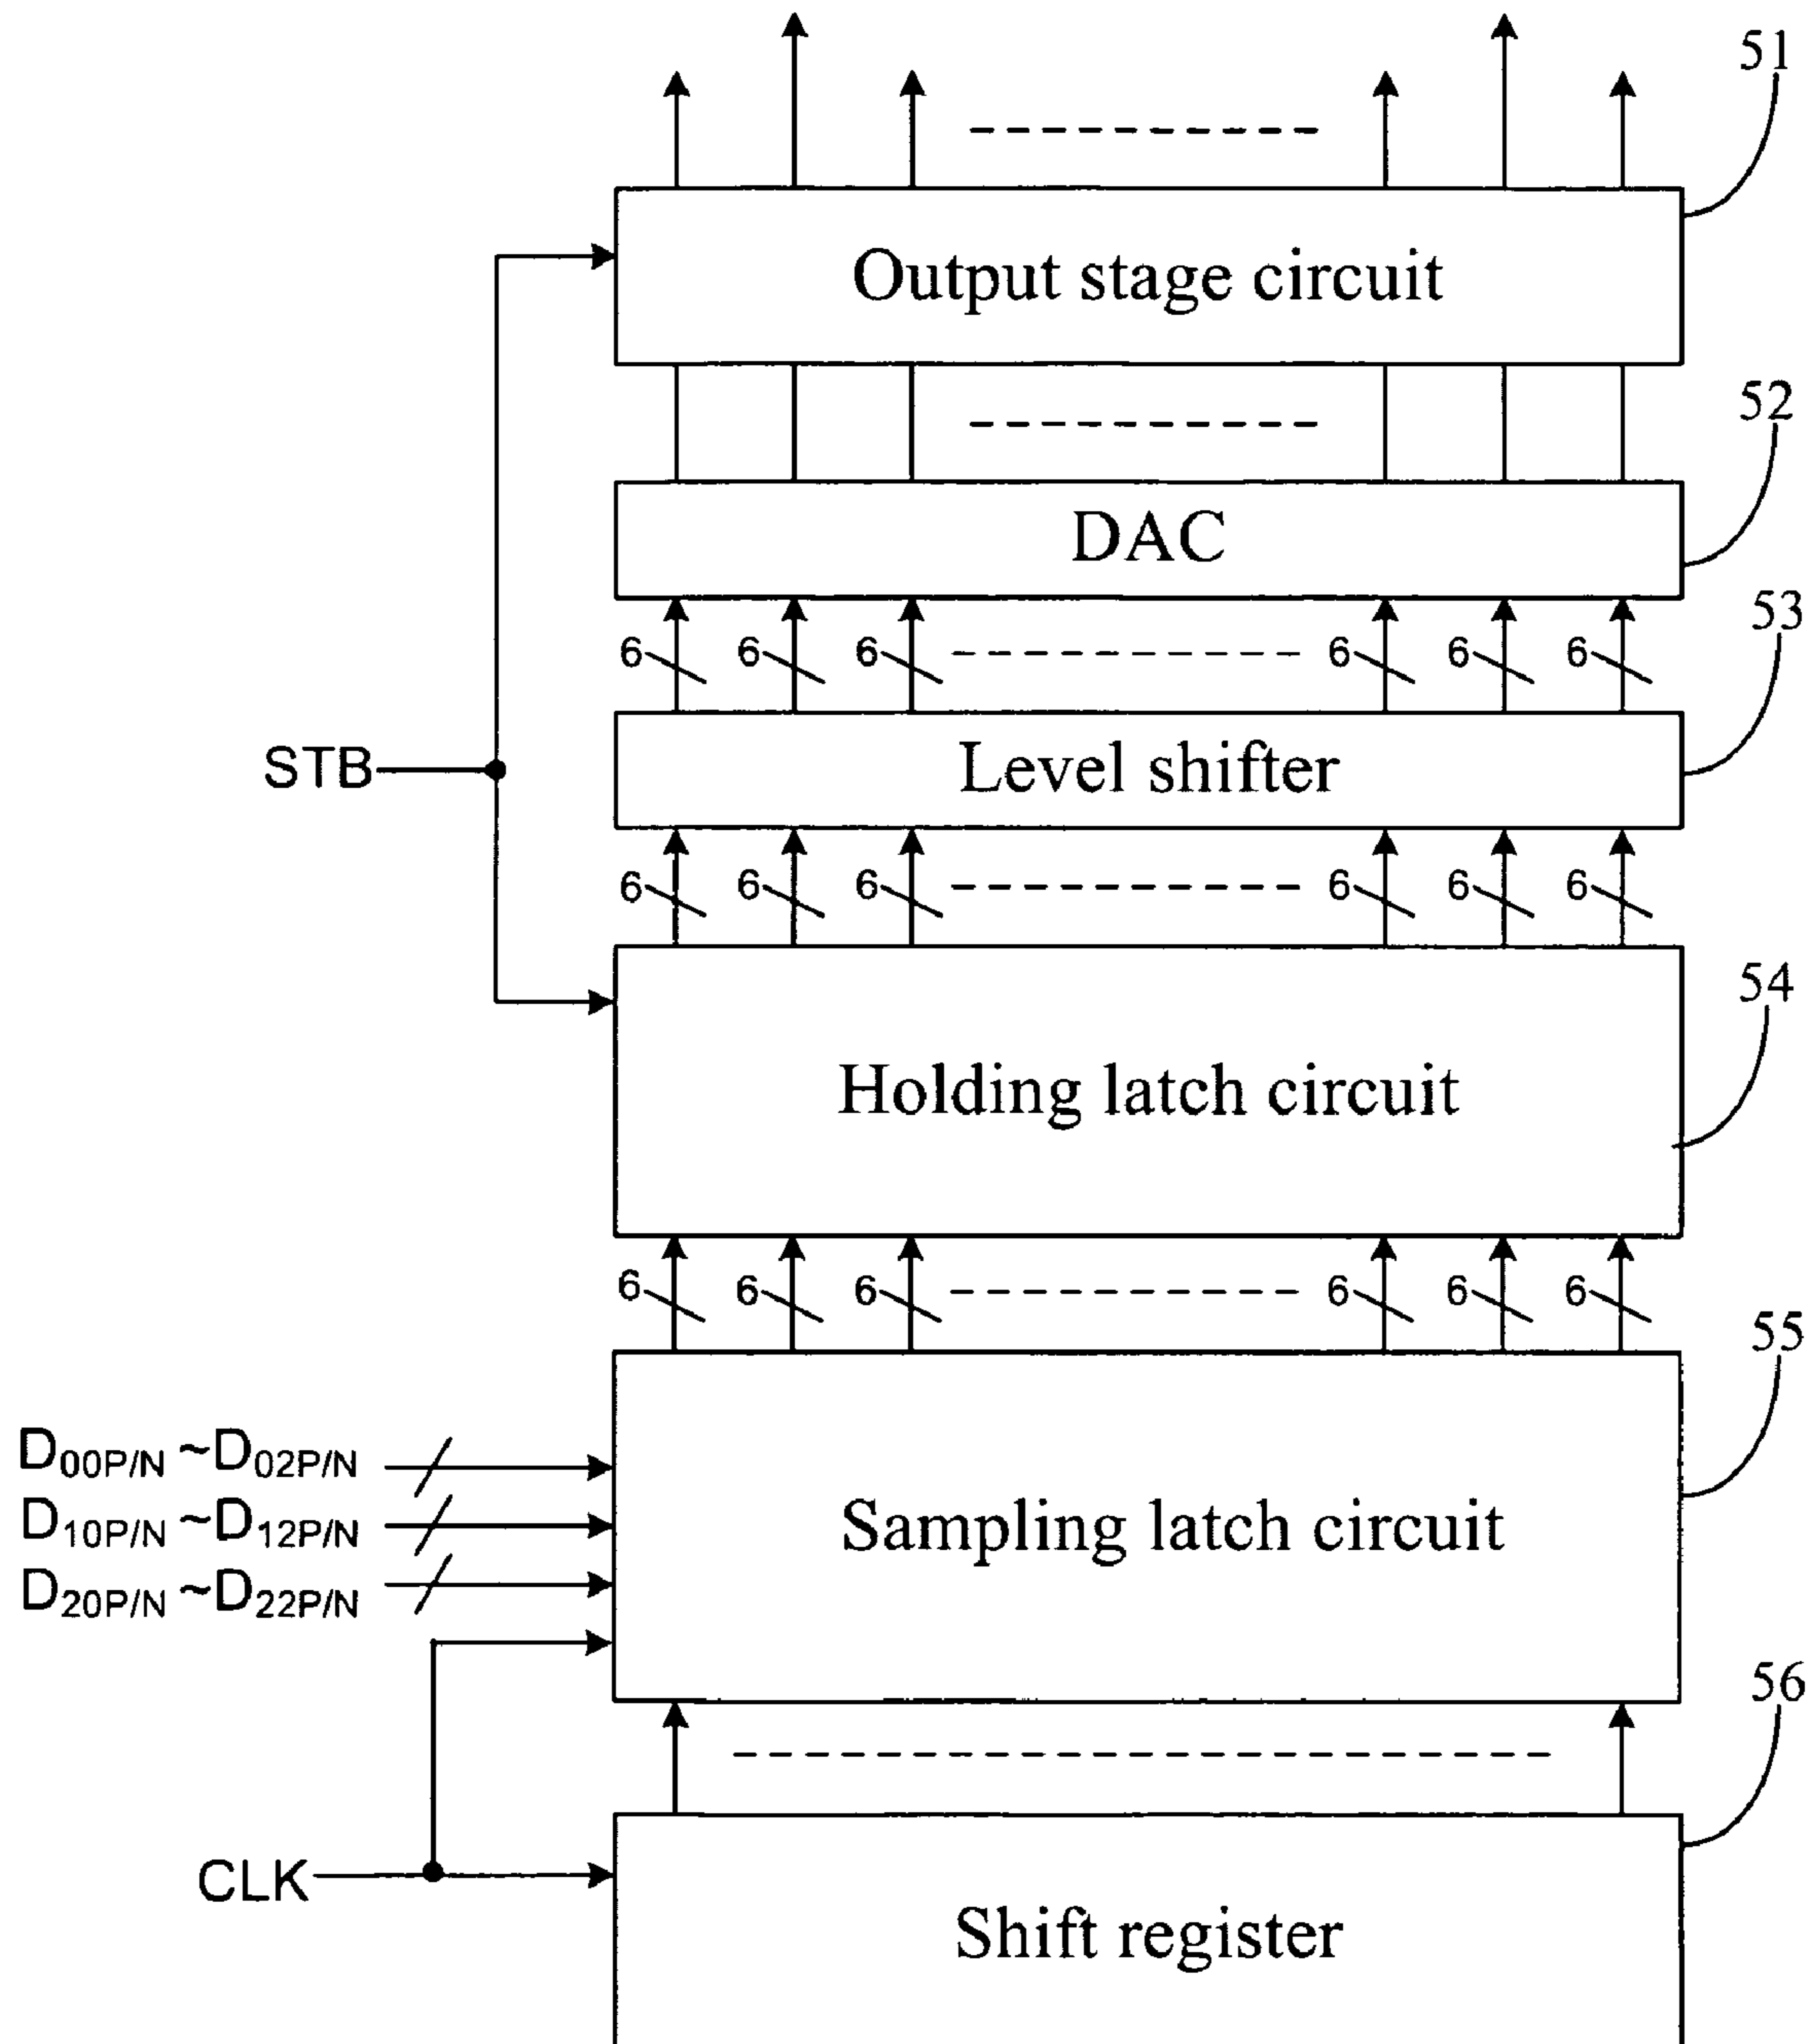 51
Output stage circuit
52
DAC
53
6 6 6 6 6 6
STB
Level shifter
6 6 6 6 6 6
54
Holding latch circuit
6 6 6 6 6 6
55
D00P/N ~D02P/N
D10P/N ~D12P/N
D20P/N ~D22P/N
Sampling latch circuit
56
CLK
Shift register